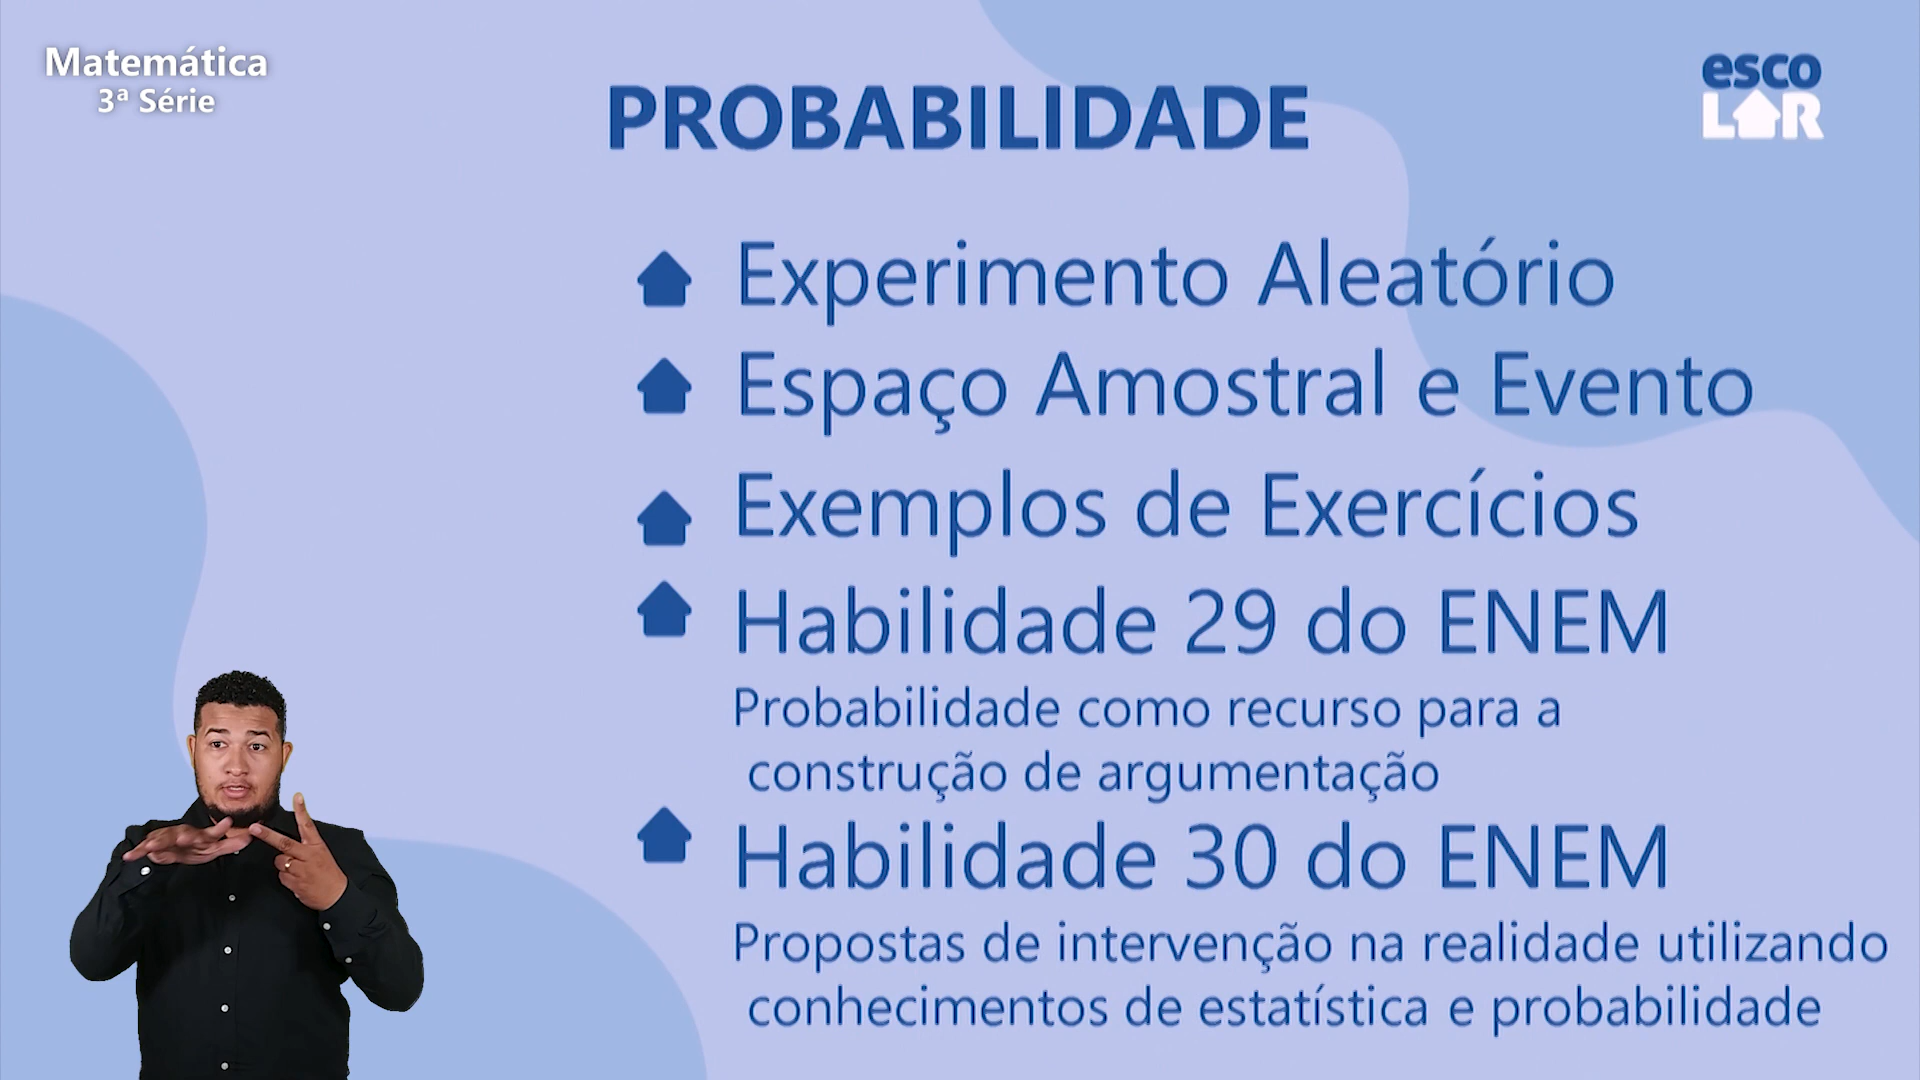 Matemática
3ª Série
PROBABILIDADE
esco
LAR
Experimento Aleatório
Espaço Amostral e Evento
Exemplos de Exercícios
Habilidade 29 do ENEM
Probabilidade como recurso para a
construção de argumentação
Habilidade 30 do ENEM
Propostas de intervenção na realidade utilizando
conhecimentos de estatística e probabilidade